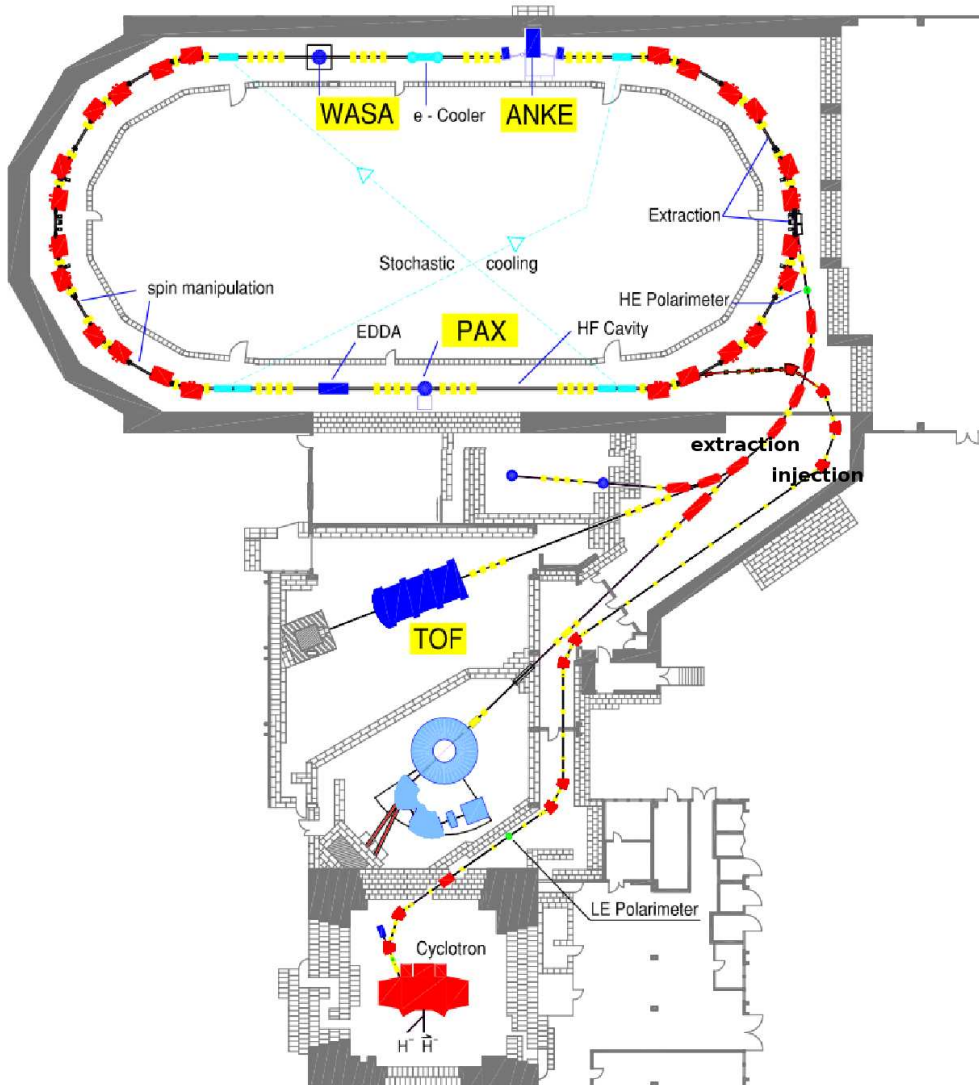 WASA
e - Cooler
ANKE
Extraction
Stochastic cooling
spin manipulation
HE Polarimeter
EDDA
PAX
HF Cavity
extraction
injection
TOF
LE Polarimeter
Cyclotron
H⁻ H⃗⁻